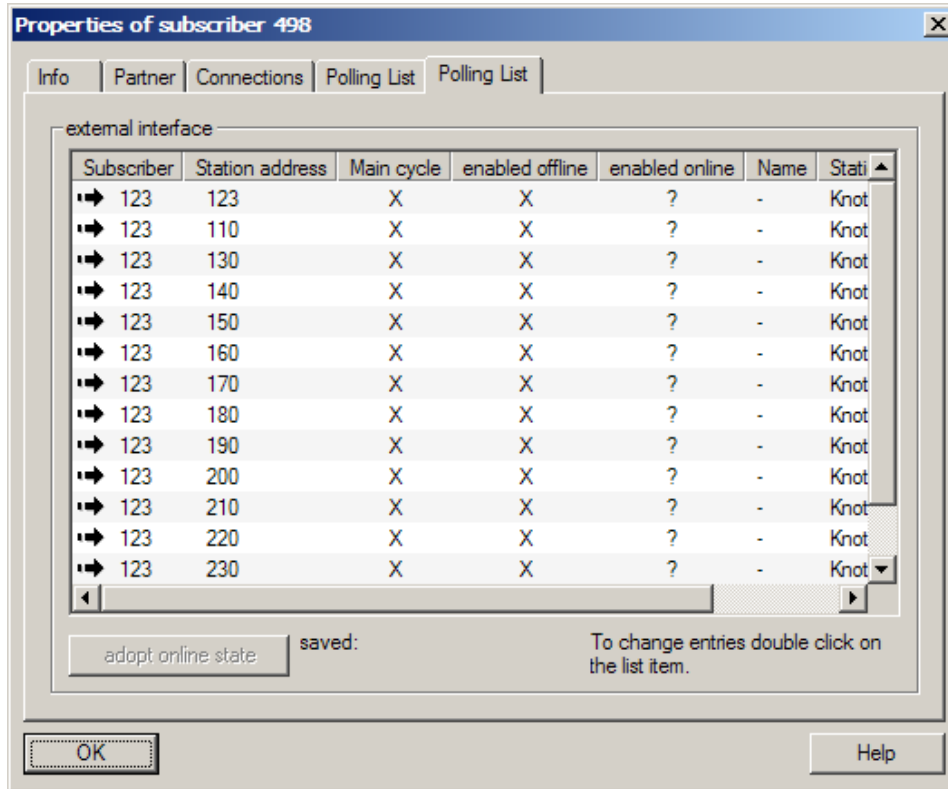 Properties of subscriber 498
Info Partner Connections Polling List Polling List
external interface
Subscriber Station address Main cycle enabled offline enabled online Name Stati
123 123 X X ? - Knot
123 110 X X ? - Knot
123 130 X X ? - Knot
123 140 X X ? - Knot
123 150 X X ? - Knot
123 160 X X ? - Knot
123 170 X X ? - Knot
123 180 X X ? - Knot
123 190 X X ? - Knot
123 200 X X ? - Knot
123 210 X X ? - Knot
123 220 X X ? - Knot
123 230 X X ? - Knot
adopt online state saved: To change entries double click on
the list item.
OK Help